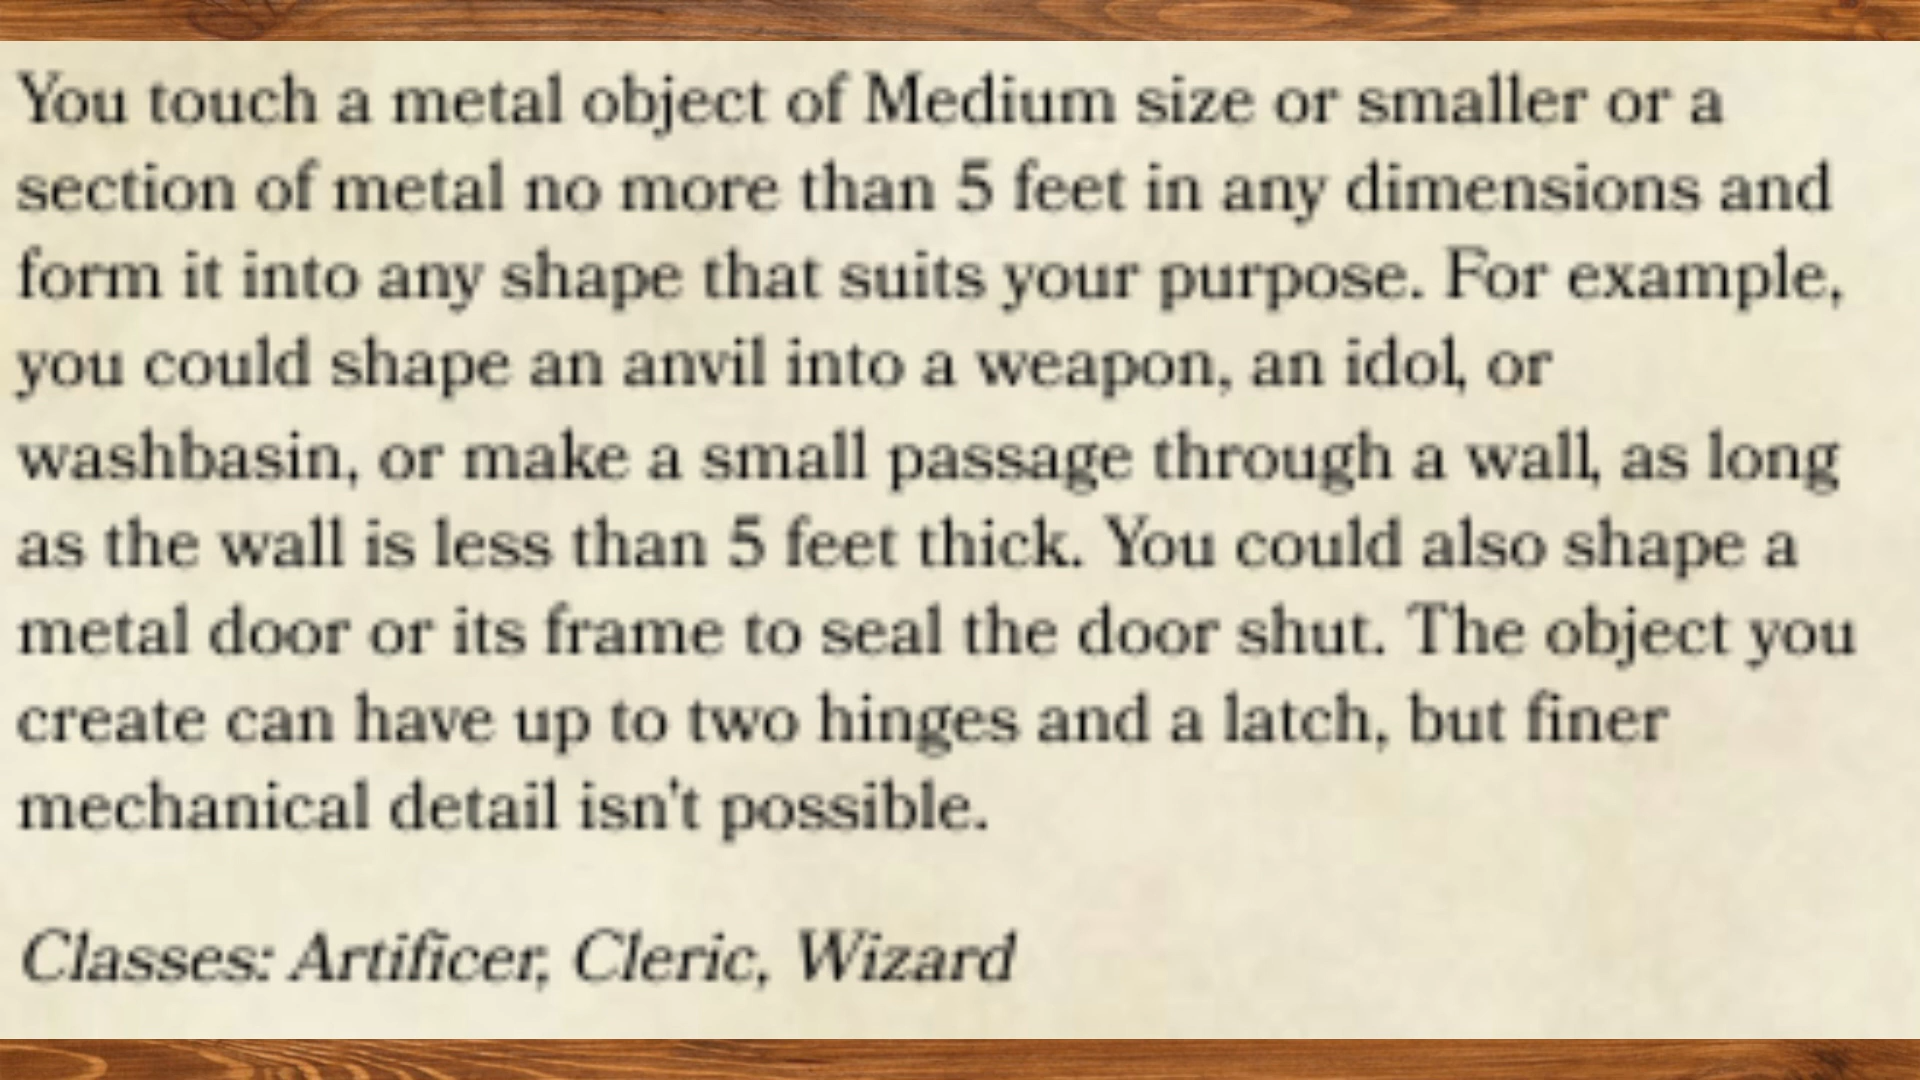 You touch a metal object of Medium size or smaller or a
section of metal no more than 5 feet in any dimensions and
form it into any shape that suits your purpose. For example,
you could shape an anvil into a weapon, an idol, or
washbasin, or make a small passage through a wall, as long
as the wall is less than 5 feet thick. You could also shape a
metal door or its frame to seal the door shut. The object you
create can have up to two hinges and a latch, but finer
mechanical detail isn't possible.
Classes: Artificer, Cleric, Wizard